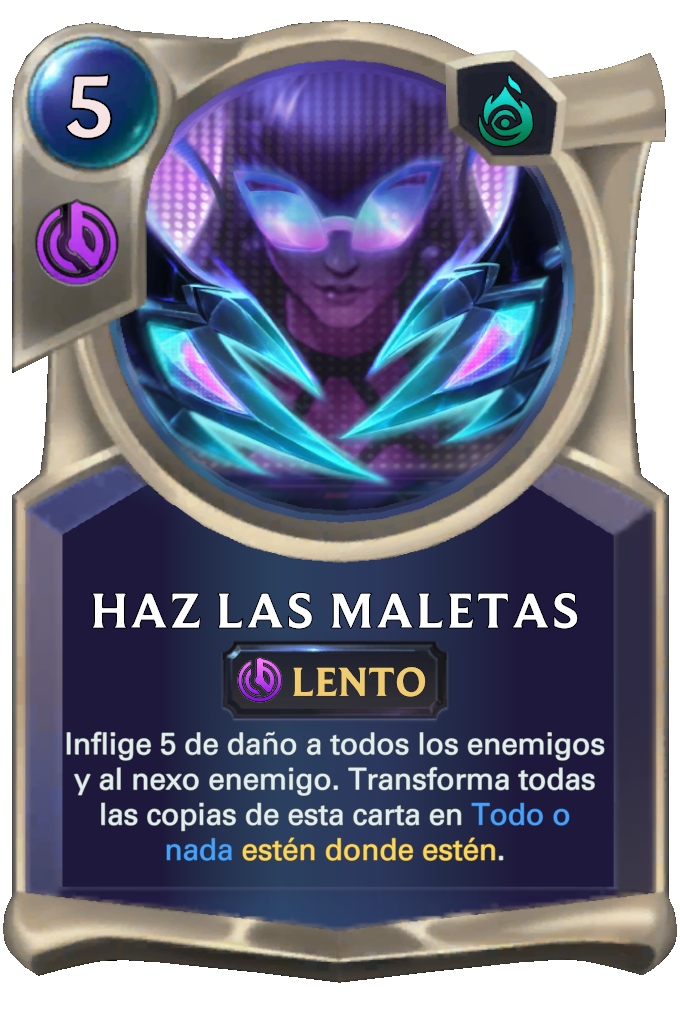 5
HAZ LAS MALETAS
LENTO
Inflige 5 de daño a todos los enemigos
y al nexo enemigo. Transforma todas
las copias de esta carta en Todo o
nada estén donde estén.